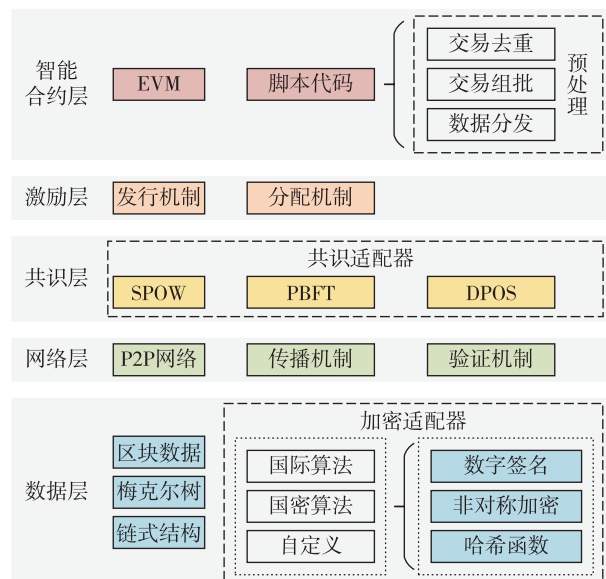 智能
合约层
EVM
脚本代码
交易去重
交易组批
数据分发
预处理
激励层
发行机制
分配机制
共识层
共识适配器
SPOW
PBFT
DPOS
网络层
P2P网络
传播机制
验证机制
数据层
区块数据
梅克尔树
链式结构
加密适配器
国际算法
国密算法
自定义
数字签名
非对称加密
哈希函数